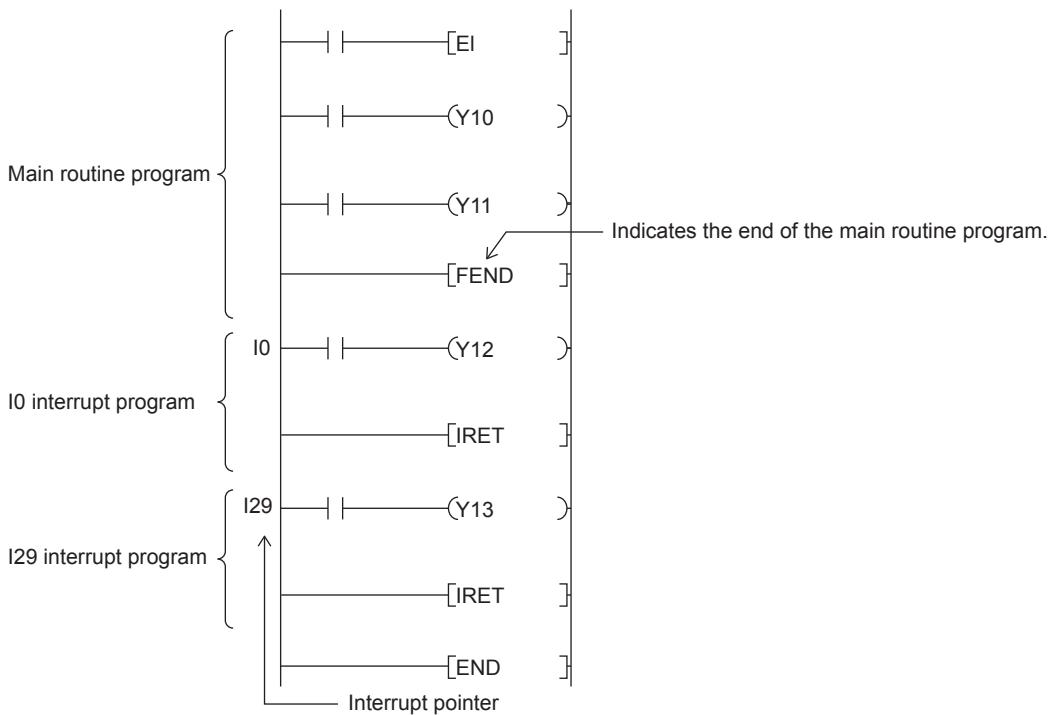 EI
Y10
Main routine program
Y11
Indicates the end of the main routine program.
FEND
I0
Y12
I0 interrupt program
IRET
I29
Y13
I29 interrupt program
IRET
END
Interrupt pointer